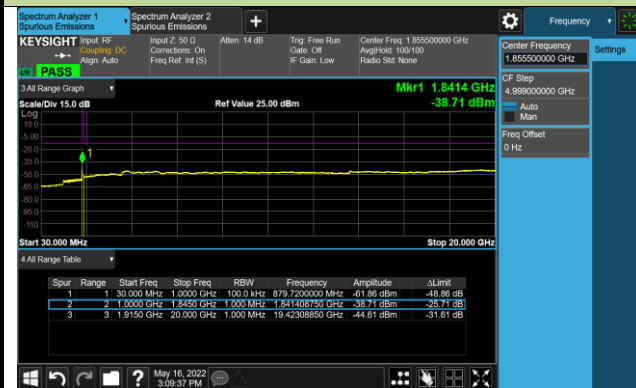 Spectrum Analyzer 1
Spurious Emissions
Spectrum Analyzer 2
Spurious Emissions
Frequency
KEYSIGHT
Input: RF
Coupling: DC
Align: Auto
Input Z: 50 Ω
Corrections: On
Freq Ref: Int (S)
Atten: 14 dB
Trig: Free Run
Gate: Off
IF Gain: Low
Center Freq: 1.855500000 GHz
Avg|Hold: 100/100
Radio Std: None
PASS
Center Frequency
1.855500000 GHz
Settings
CF Step
4.999000000 GHz
Auto
Man
Freq Offset
0 Hz
3 All Range Graph
Mkr1 1.8414 GHz
Scale/Div 15.0 dB
Ref Value 25.00 dBm
-38.71 dBm
Log
10.0
-5.00
-20.0
-35.0
-50.0
-65.0
-80.0
-95.0
-110
1
Start 30.000 MHz
Stop 20.000 GHz
4 All Range Table
Spur Range Start Freq Stop Freq RBW Frequency Amplitude ΔLimit
1 1 30.000 MHz 1.0000 GHz 100.0 kHz 879.7200000 MHz -61.86 dBm -48.86 dB
2 2 1.0000 GHz 1.8450 GHz 1.000 MHz 1.841408750 GHz -38.71 dBm -25.71 dB
3 3 1.9150 GHz 20.000 GHz 1.000 MHz 19.42308850 GHz -44.61 dBm -31.61 dB
May 16, 2022
3:09:37 PM